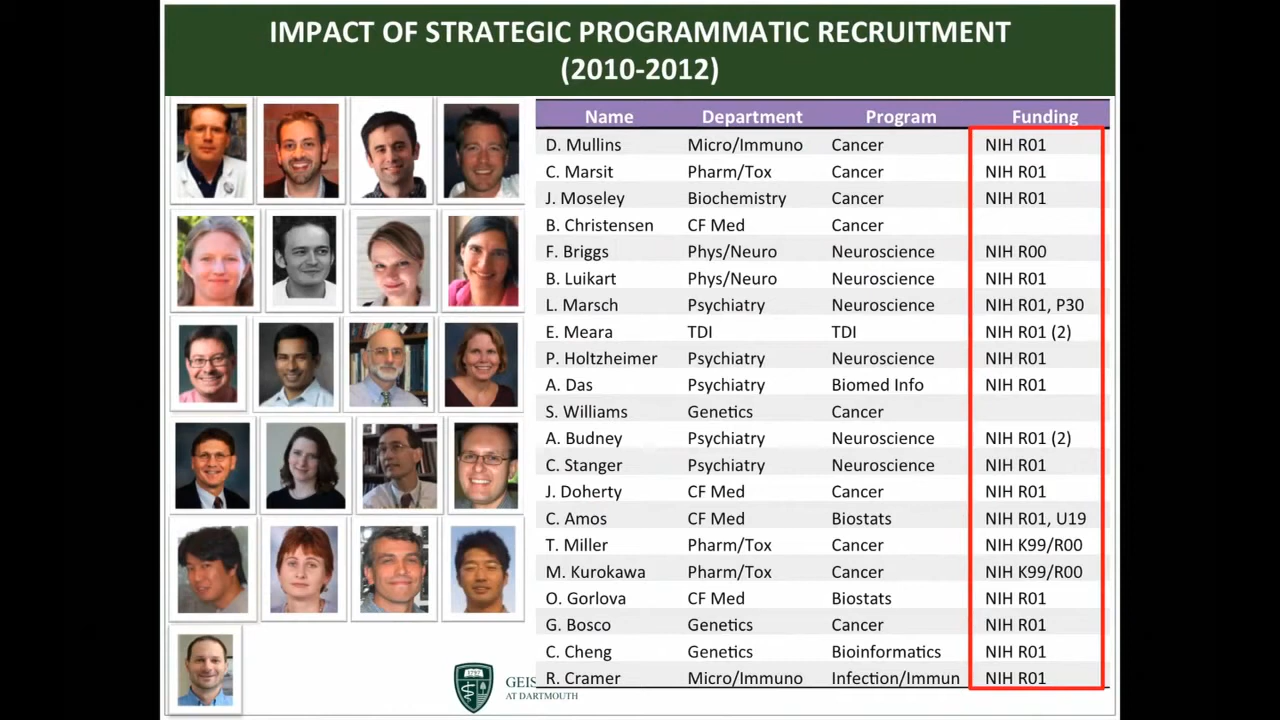 IMPACT OF STRATEGIC PROGRAMMATIC RECRUITMENT
(2010-2012)
Name Department Program Funding
D. Mullins Micro/Immuno Cancer NIH R01
C. Marsit Pharm/Tox Cancer NIH R01
J. Moseley Biochemistry Cancer NIH R01
B. Christensen CF Med Cancer
F. Briggs Phys/Neuro Neuroscience NIH R00
B. Luikart Phys/Neuro Neuroscience NIH R01
L. Marsch Psychiatry Neuroscience NIH R01, P30
E. Meara TDI TDI NIH R01 (2)
P. Holtzheimer Psychiatry Neuroscience NIH R01
A. Das Psychiatry Biomed Info NIH R01
S. Williams Genetics Cancer
A. Budney Psychiatry Neuroscience NIH R01 (2)
C. Stanger Psychiatry Neuroscience NIH R01
J. Doherty CF Med Cancer NIH R01
C. Amos CF Med Biostats NIH R01, U19
T. Miller Pharm/Tox Cancer NIH K99/R00
M. Kurokawa Pharm/Tox Cancer NIH K99/R00
O. Gorlova CF Med Biostats NIH R01
G. Bosco Genetics Cancer NIH R01
C. Cheng Genetics Bioinformatics NIH R01
R. Cramer Micro/Immuno Infection/Immun NIH R01
GEIS
AT DARTMOUTH